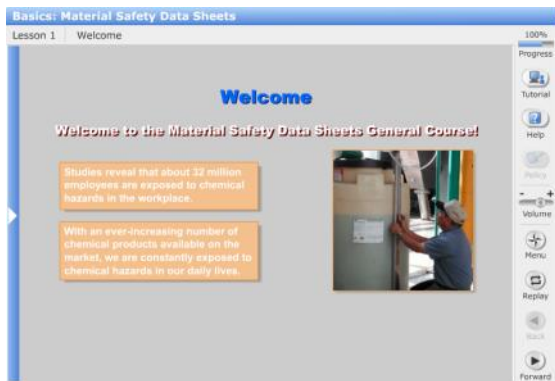 Basics: Material Safety Data Sheets
Lesson 1 Welcome
100%
Progress
Tutorial
Help
Policy
- +
Volume
Menu
Replay
Back
Forward
Welcome
Welcome to the Material Safety Data Sheets General Course!
Studies reveal that about 32 million
employees are exposed to chemical
hazards in the workplace.
With an ever-increasing number of
chemical products available on the
market, we are constantly exposed to
chemical hazards in our daily lives.